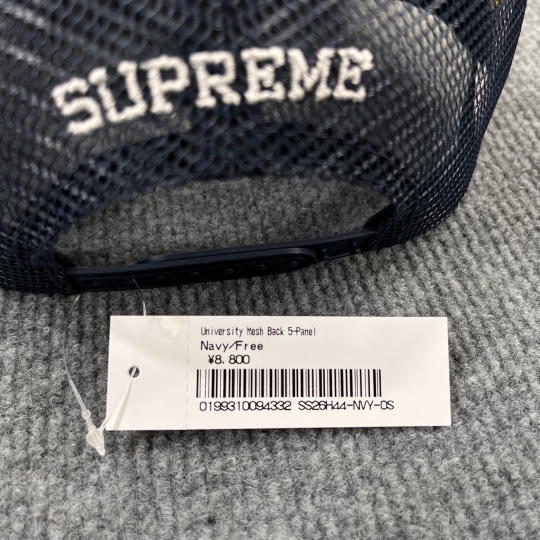 SUPREME
University Mesh Back 5-Panel
Navy/Free
¥8,800
0199310094332 SS26H44-NVY-OS